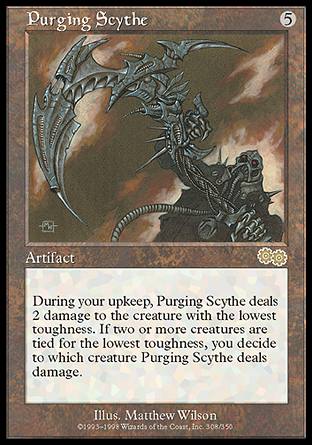 Purging Scythe 5
Artifact
During your upkeep, Purging Scythe deals
2 damage to the creature with the lowest
toughness. If two or more creatures are
tied for the lowest toughness, you decide
to which creature Purging Scythe deals
damage.
Illus. Matthew Wilson
©1993–1998 Wizards of the Coast, Inc. 308/350